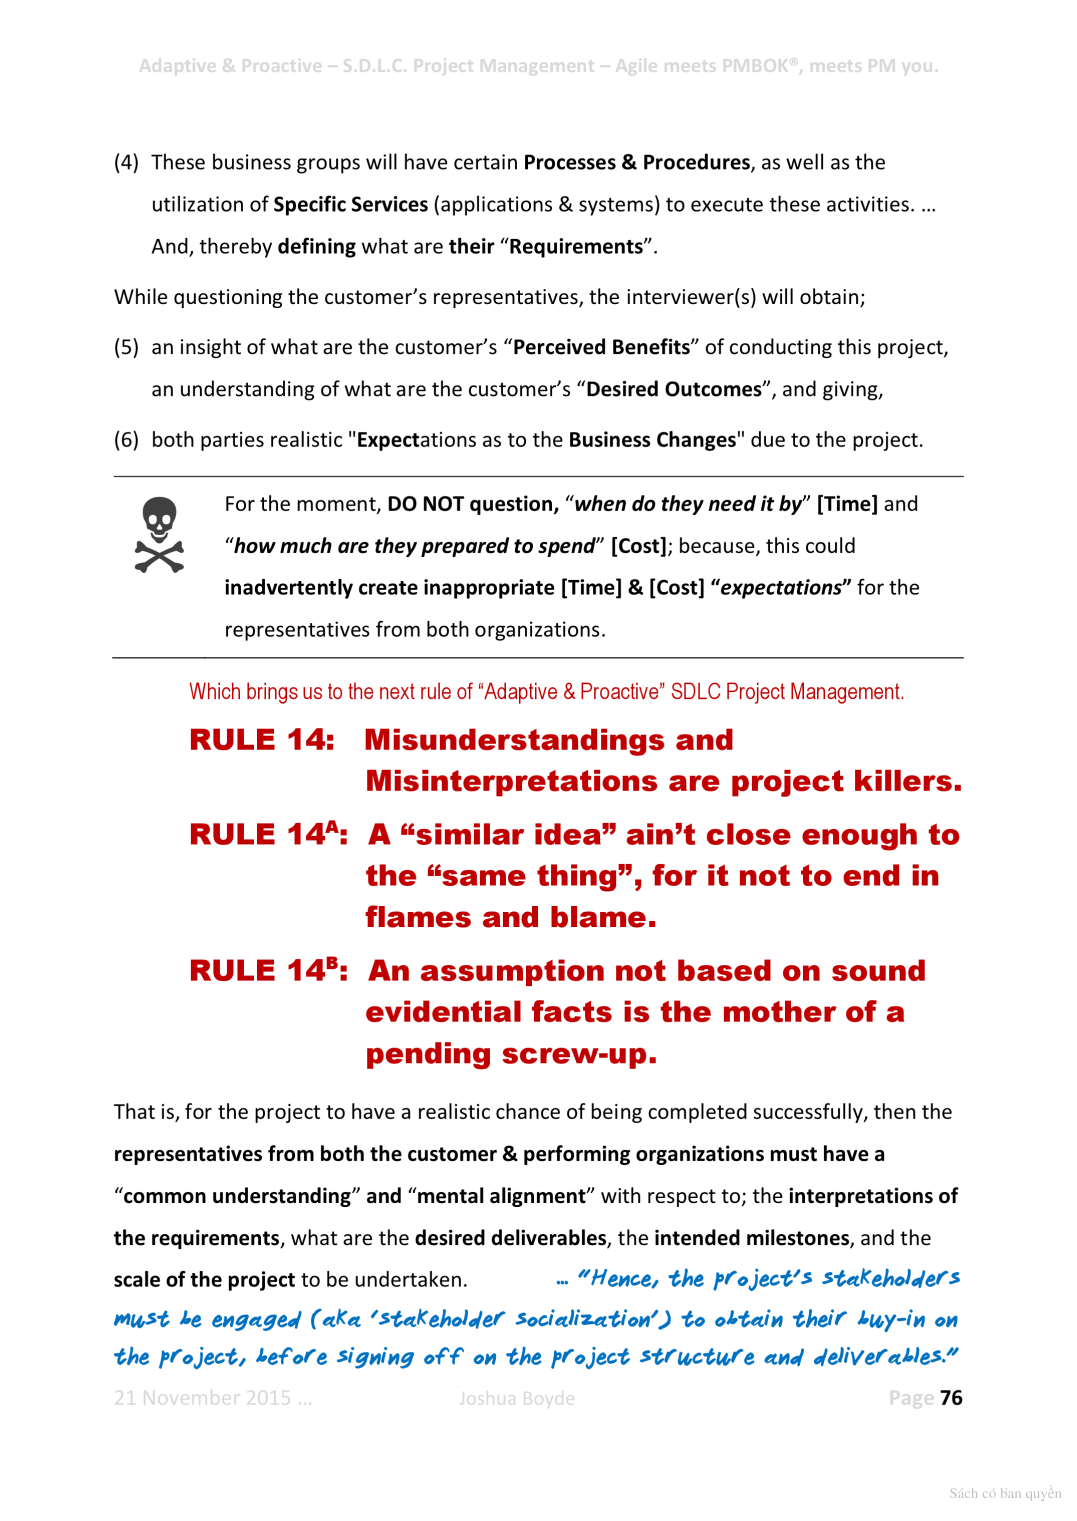 Adaptive & Proactive – S.D.L.C. Project Management – Agile meets PMBOK®, meets PM you.
(4) These business groups will have certain Processes & Procedures, as well as the
utilization of Specific Services (applications & systems) to execute these activities. …
And, thereby defining what are their “Requirements”.
While questioning the customer’s representatives, the interviewer(s) will obtain;
(5) an insight of what are the customer’s “Perceived Benefits” of conducting this project,
an understanding of what are the customer’s “Desired Outcomes”, and giving,
(6) both parties realistic "Expectations as to the Business Changes" due to the project.
For the moment, DO NOT question, “when do they need it by” [Time] and
“how much are they prepared to spend” [Cost]; because, this could
inadvertently create inappropriate [Time] & [Cost] “expectations” for the
representatives from both organizations.
Which brings us to the next rule of “Adaptive & Proactive” SDLC Project Management.
RULE 14: Misunderstandings and
Misinterpretations are project killers.
RULE 14A: A “similar idea” ain’t close enough to
the “same thing”, for it not to end in
flames and blame.
RULE 14B: An assumption not based on sound
evidential facts is the mother of a
pending screw-up.
That is, for the project to have a realistic chance of being completed successfully, then the
representatives from both the customer & performing organizations must have a
“common understanding” and “mental alignment” with respect to; the interpretations of
the requirements, what are the desired deliverables, the intended milestones, and the
scale of the project to be undertaken. … “Hence, the project’s stakeholders
must be engaged (aka ‘stakeholder socialization’) to obtain their buy-in on
the project, before signing off on the project structure and deliverables.”
21 November 2015 … Joshua Boyde Page 76
Sách có bản quyền